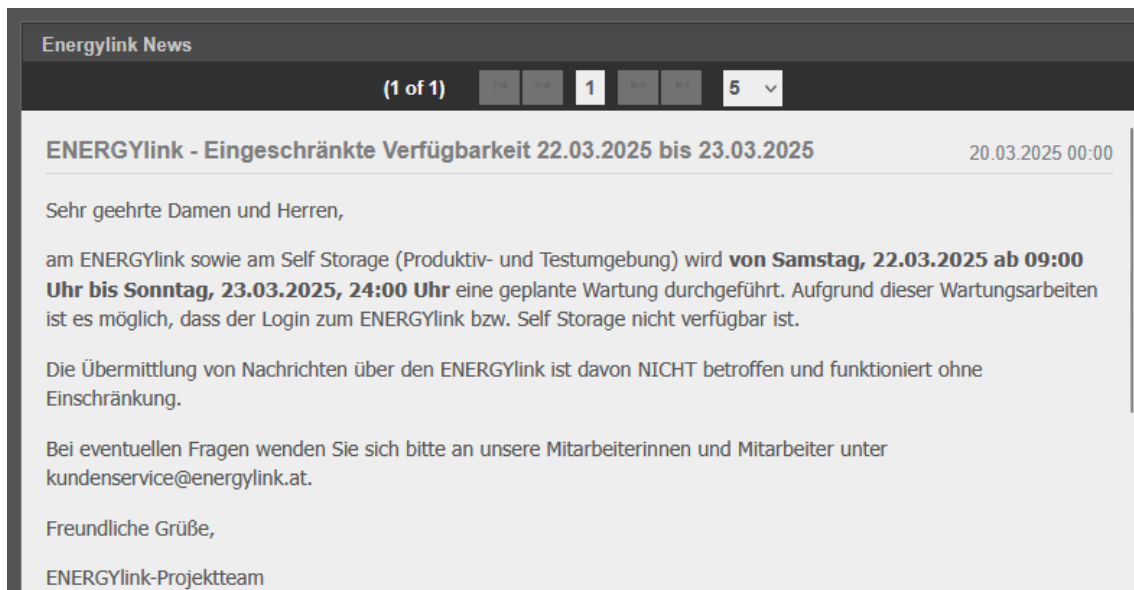 Energylink News
(1 of 1) 1 5
ENERGYlink - Eingeschränkte Verfügbarkeit 22.03.2025 bis 23.03.2025 20.03.2025 00:00
Sehr geehrte Damen und Herren,
am ENERGYlink sowie am Self Storage (Produktiv- und Testumgebung) wird von Samstag, 22.03.2025 ab 09:00
Uhr bis Sonntag, 23.03.2025, 24:00 Uhr eine geplante Wartung durchgeführt. Aufgrund dieser Wartungsarbeiten
ist es möglich, dass der Login zum ENERGYlink bzw. Self Storage nicht verfügbar ist.
Die Übermittlung von Nachrichten über den ENERGYlink ist davon NICHT betroffen und funktioniert ohne
Einschränkung.
Bei eventuellen Fragen wenden Sie sich bitte an unsere Mitarbeiterinnen und Mitarbeiter unter
kundenservice@energylink.at.
Freundliche Grüße,
ENERGYlink-Projektteam